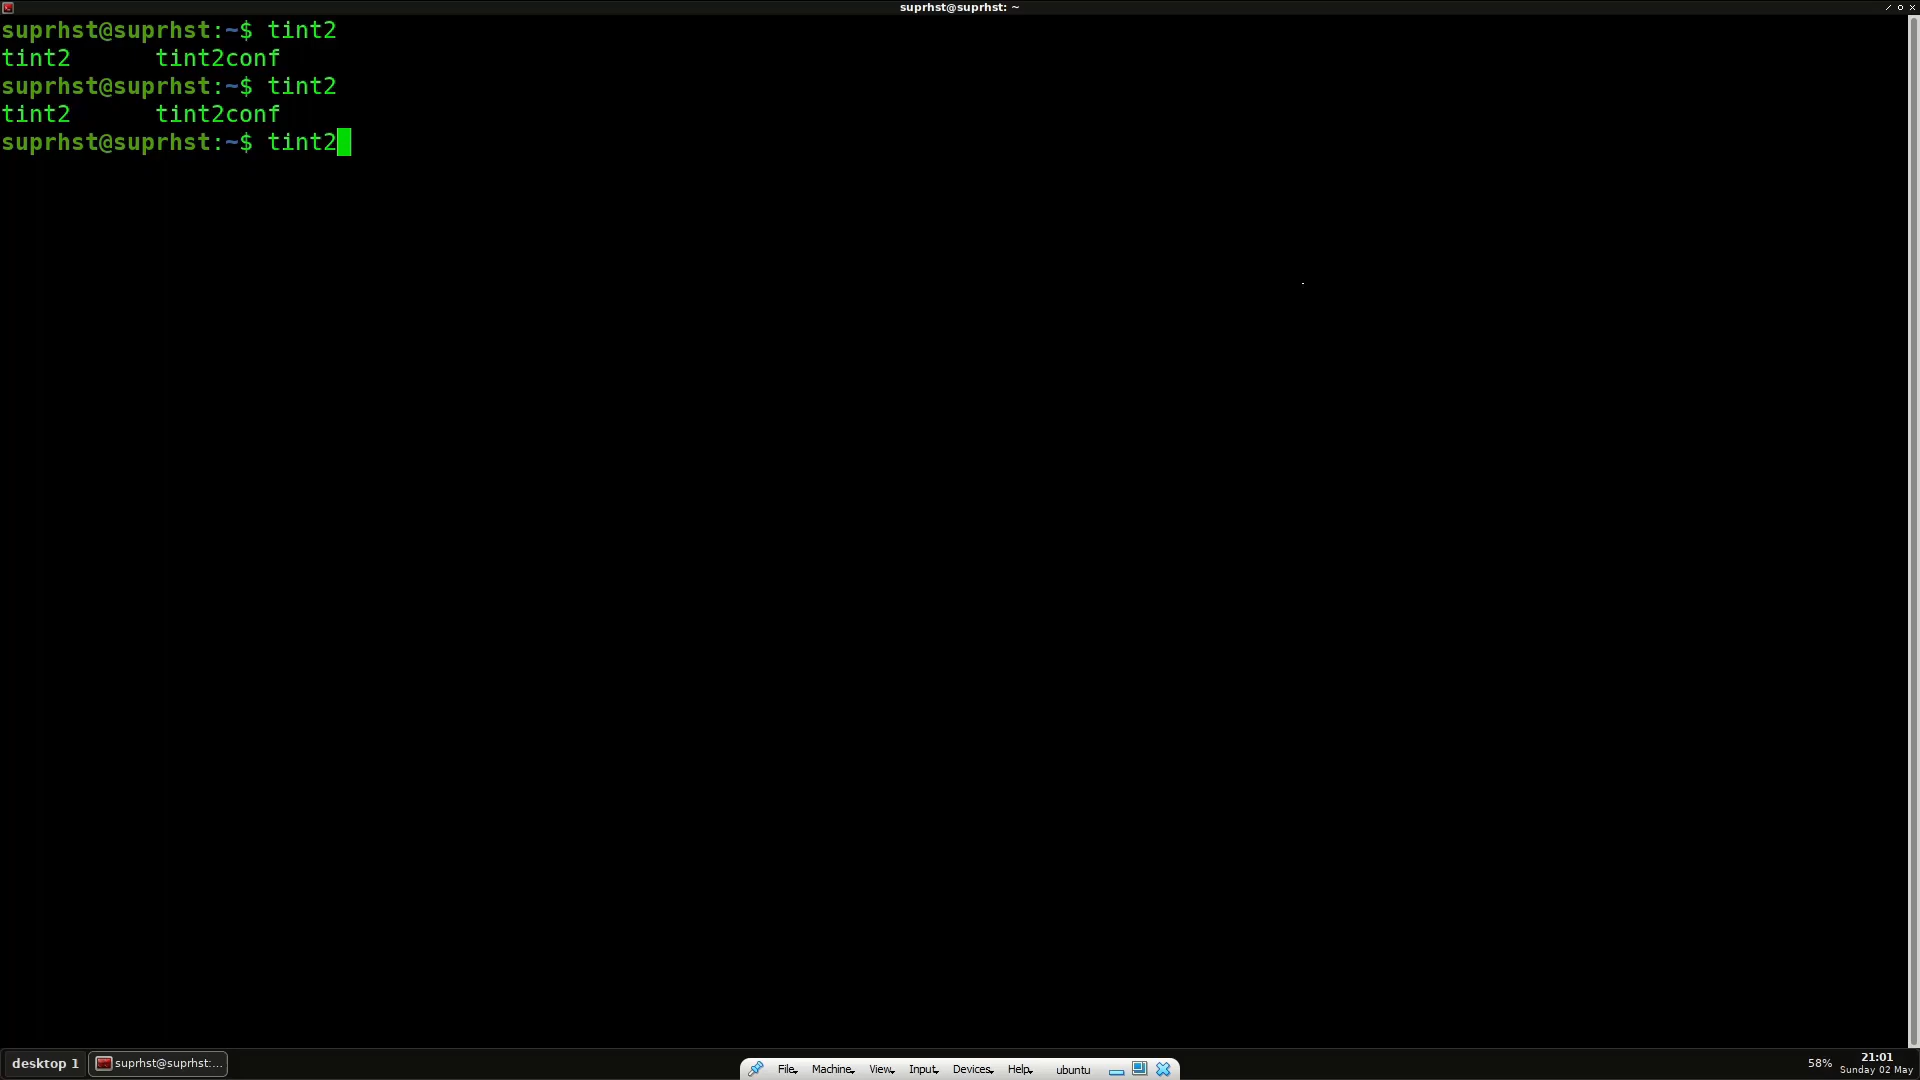 suprhst@suprhst: ~
suprhst@suprhst:~$ tint2
tint2 tint2conf
suprhst@suprhst:~$ tint2
tint2 tint2conf
suprhst@suprhst:~$ tint2
desktop 1 suprhst@suprhst:...
File Machine View Input Devices Help ubuntu
58% 21:01
Sunday 02 May